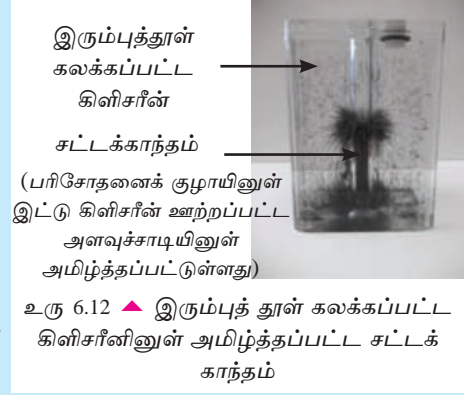 இரும்புத்தூள்
கலக்கப்பட்ட
கிளிசரீன்
சட்டக்காந்தம்
(பரிசோதனைக் குழாயினுள்
இட்டு கிளிசரீன் ஊற்றப்பட்ட
அளவுச்சாடியினுள்
அமிழ்த்தப்பட்டுள்ளது)
உரு 6.12 ▲ இரும்புத் தூள் கலக்கப்பட்ட
கிளிசரீனினுள் அமிழ்த்தப்பட்ட சட்டக்
காந்தம்